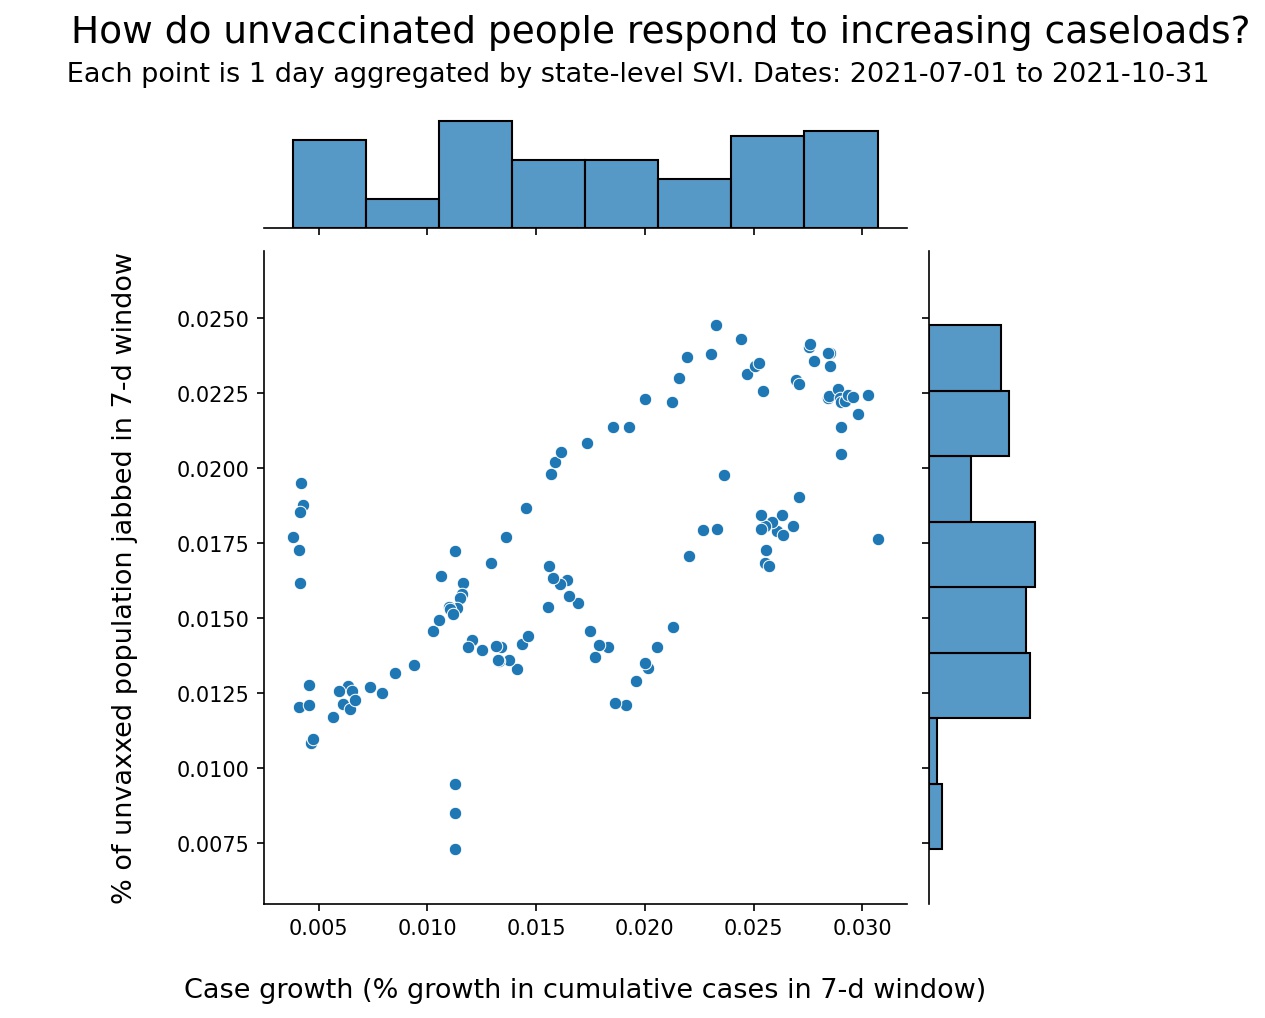 How do unvaccinated people respond to increasing caseloads?
Each point is 1 day aggregated by state-level SVI. Dates: 2021-07-01 to 2021-10-31
% of unvaxxed population jabbed in 7-d window
0.0250
0.0225
0.0200
0.0175
0.0150
0.0125
0.0100
0.0075
0.005 0.010 0.015 0.020 0.025 0.030
Case growth (% growth in cumulative cases in 7-d window)